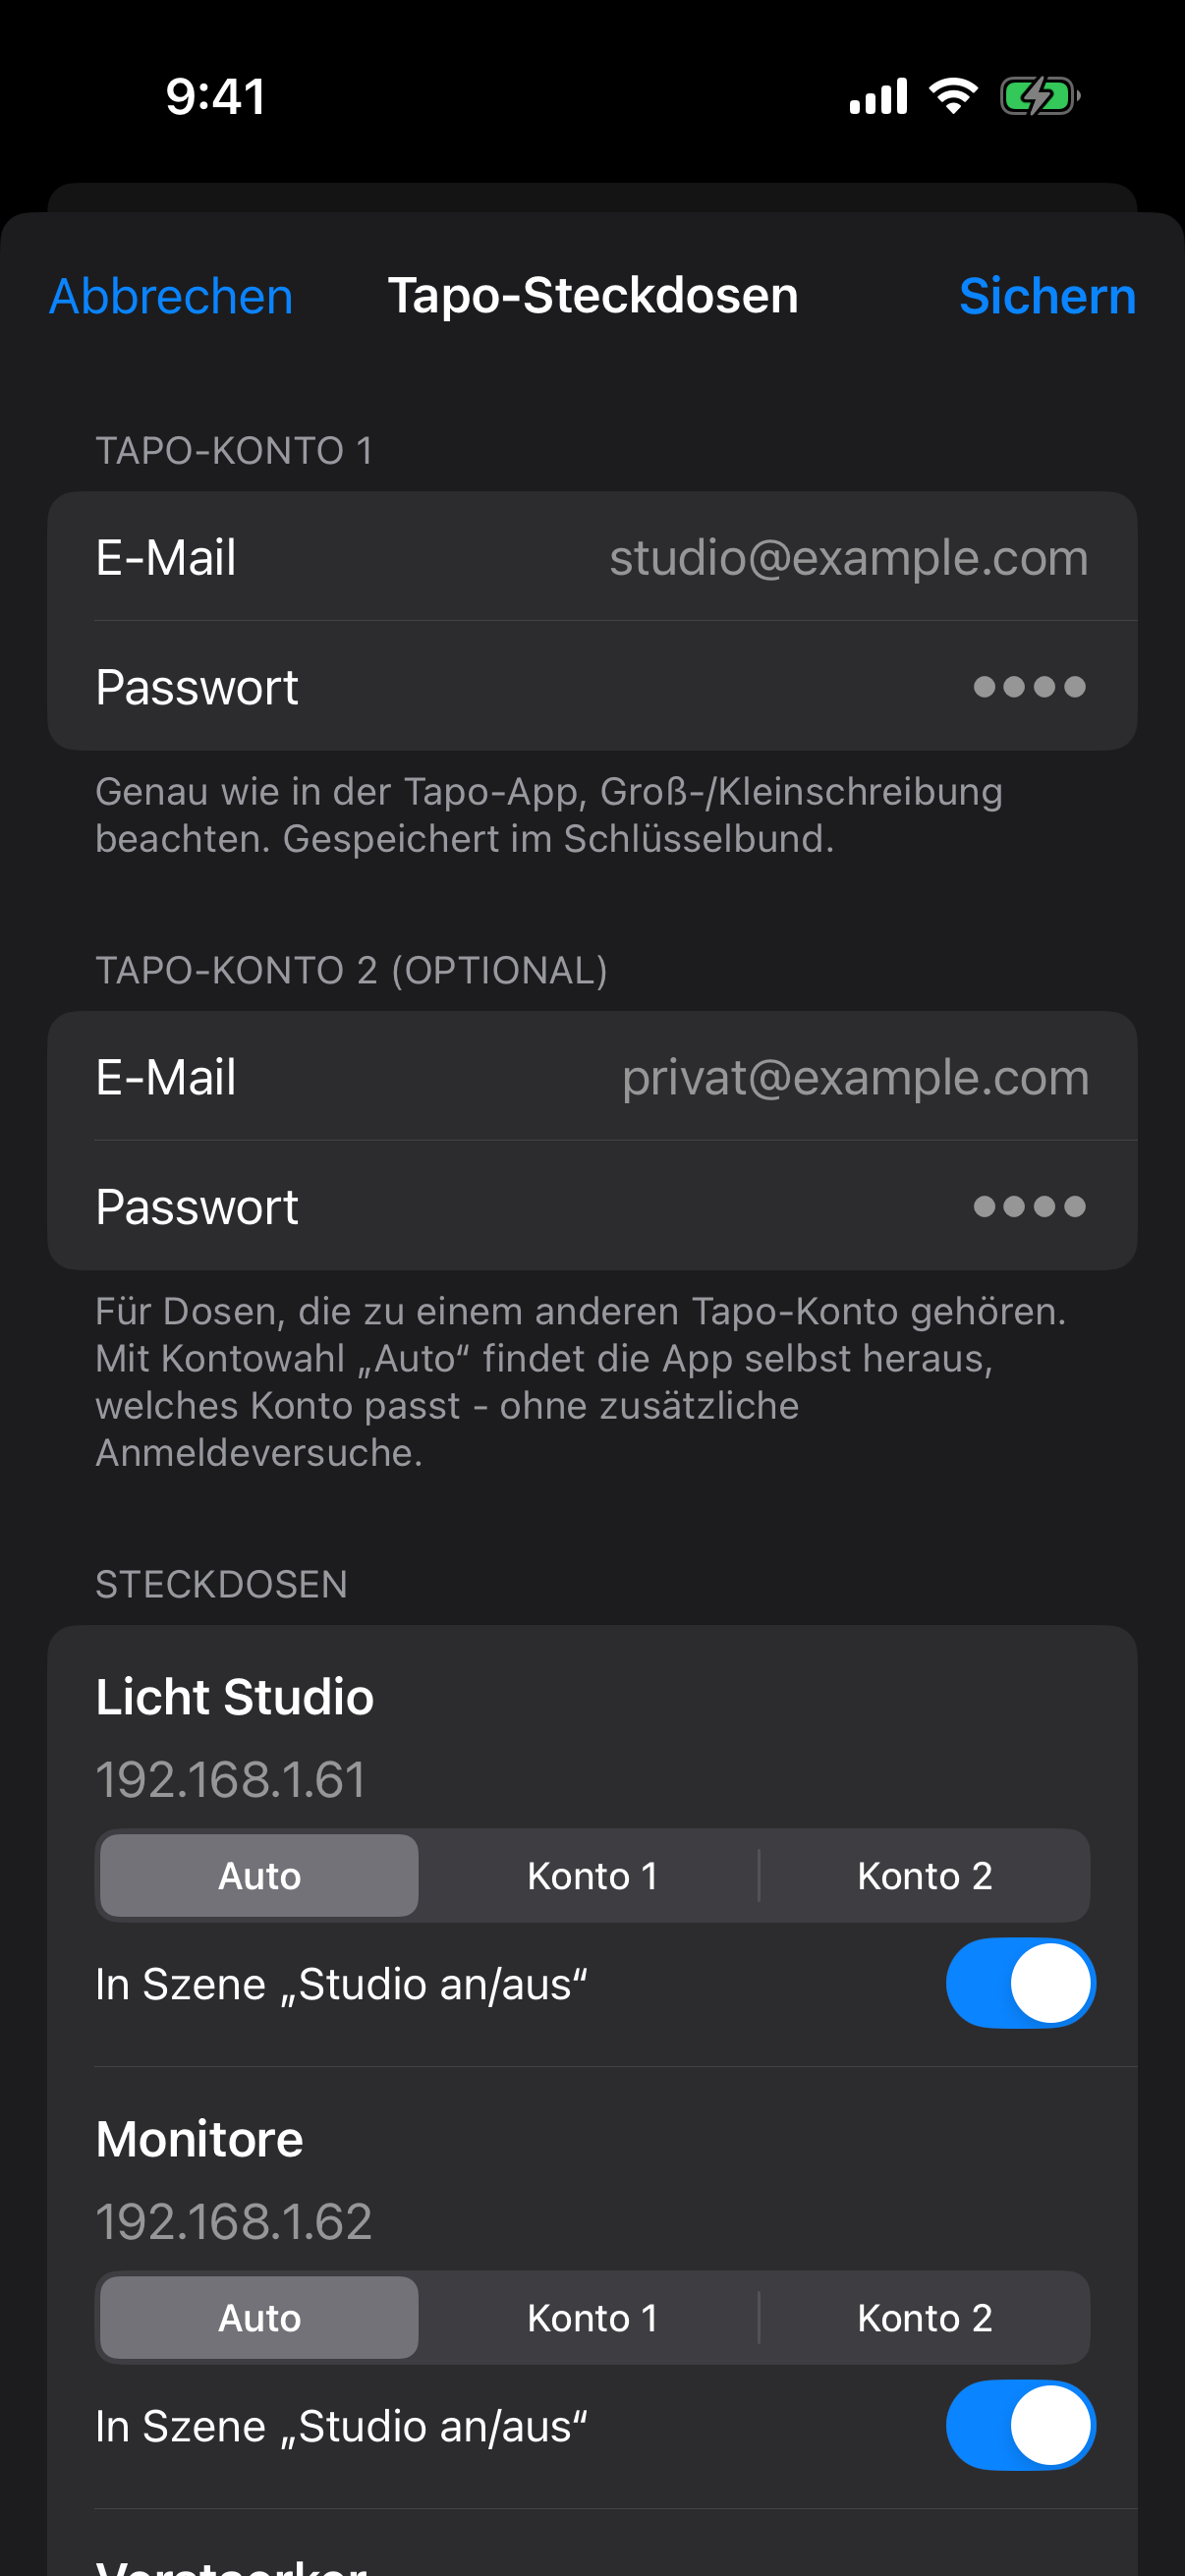 9:41
Abbrechen Tapo-Steckdosen Sichern
TAPO-KONTO 1
E-Mail studio@example.com
Passwort ••••
Genau wie in der Tapo-App, Groß-/Kleinschreibung
beachten. Gespeichert im Schlüsselbund.
TAPO-KONTO 2 (OPTIONAL)
E-Mail privat@example.com
Passwort ••••
Für Dosen, die zu einem anderen Tapo-Konto gehören.
Mit Kontowahl „Auto“ findet die App selbst heraus,
welches Konto passt - ohne zusätzliche
Anmeldeversuche.
STECKDOSEN
Licht Studio
192.168.1.61
Auto Konto 1 Konto 2
In Szene „Studio an/aus“
Monitore
192.168.1.62
Auto Konto 1 Konto 2
In Szene „Studio an/aus“